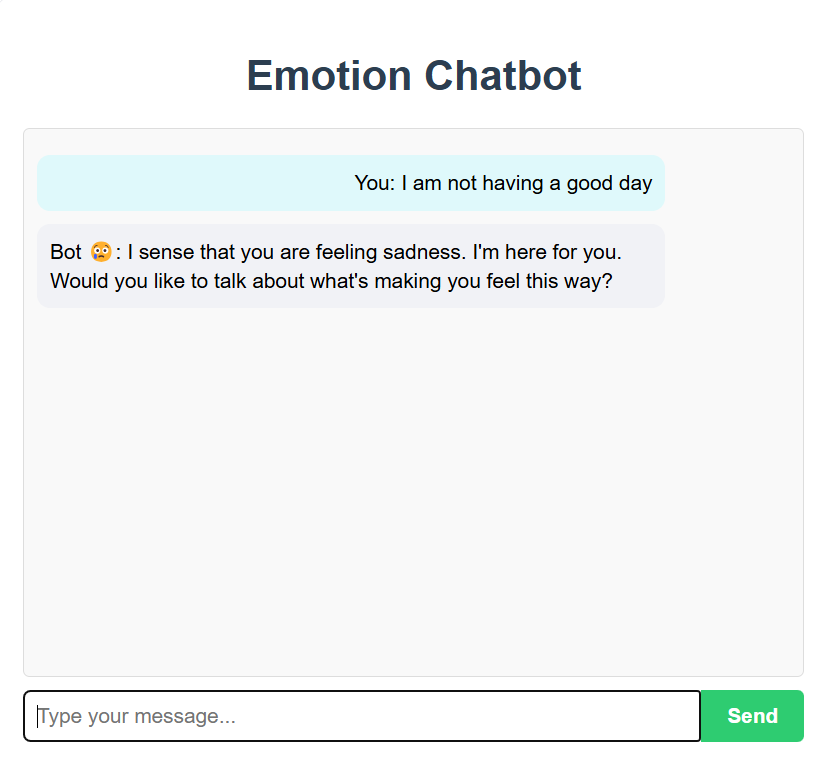 Emotion Chatbot
You: I am not having a good day
Bot 😢: I sense that you are feeling sadness. I'm here for you.
Would you like to talk about what's making you feel this way?
Type your message...
Send